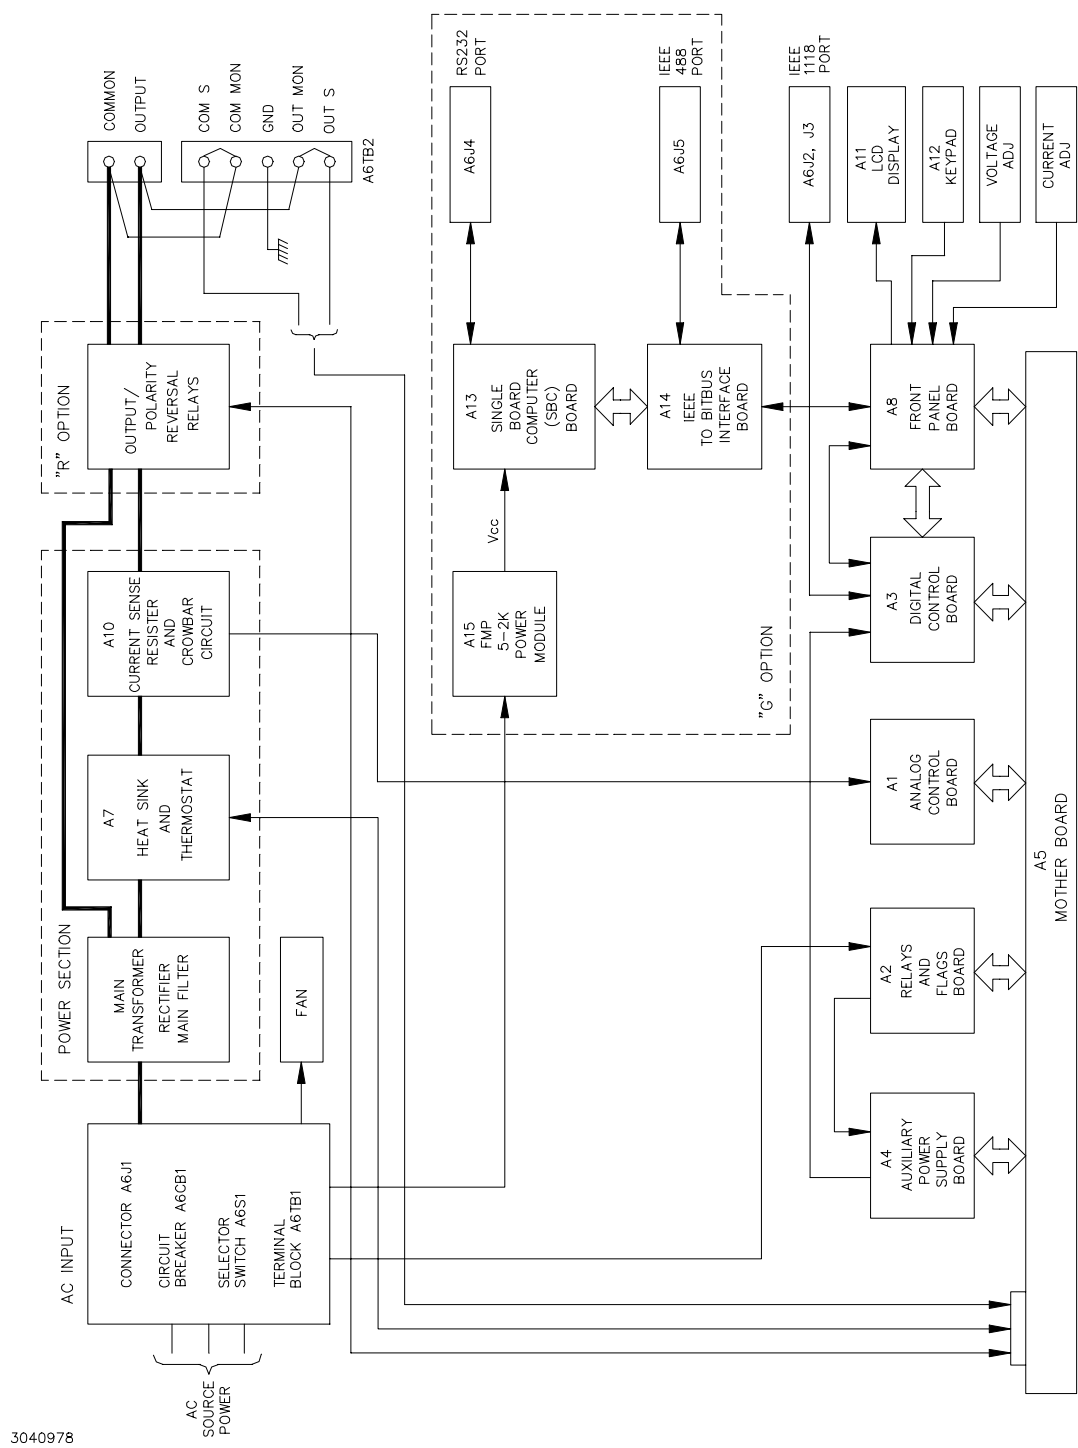 COMMON
OUTPUT
COM S
COM MON
GND
OUT MON
OUT S
A6TB2
RS232
PORT
IEEE
488
PORT
IEEE
1118
PORT
A6J4
A6J5
A6J2, J3
A11
LCD
DISPLAY
A12
KEYPAD
VOLTAGE
ADJ
CURRENT
ADJ
"R" OPTION
OUTPUT/
POLARITY
REVERSAL
RELAYS
A13
SINGLE
BOARD
COMPUTER
(SBC)
BOARD
A14
IEEE
TO BITBUS
INTERFACE
BOARD
A8
FRONT
PANEL
BOARD
Vcc
A10
CURRENT SENSE
RESISTER
AND
CROWBAR
CIRCUIT
A15
FMP
5-2K
POWER
MODULE
"G" OPTION
A3
DIGITAL
CONTROL
BOARD
A7
HEAT SINK
AND
THERMOSTAT
A1
ANALOG
CONTROL
BOARD
A5
MOTHER BOARD
POWER SECTION
MAIN
TRANSFORMER
RECTIFIER
MAIN FILTER
FAN
A2
RELAYS
AND
FLAGS
BOARD
A4
AUXILIARY
POWER
SUPPLY
BOARD
AC INPUT
CONNECTOR A6J1
CIRCUIT
BREAKER A6CB1
SELECTOR
SWITCH A6S1
TERMINAL
BLOCK A6TB1
AC
SOURCE
POWER
3040978